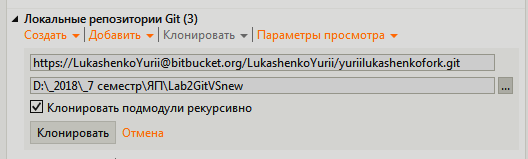 Локальные репозитории Git (3)
Создать Добавить Клонировать Параметры просмотра
https://LukashenkoYurii@bitbucket.org/LukashenkoYurii/yuriilukashenkofork.git
D:\_2018\_7 семестр\ЯП\Lab2GitVSnew ...
Клонировать подмодули рекурсивно
Клонировать Отмена